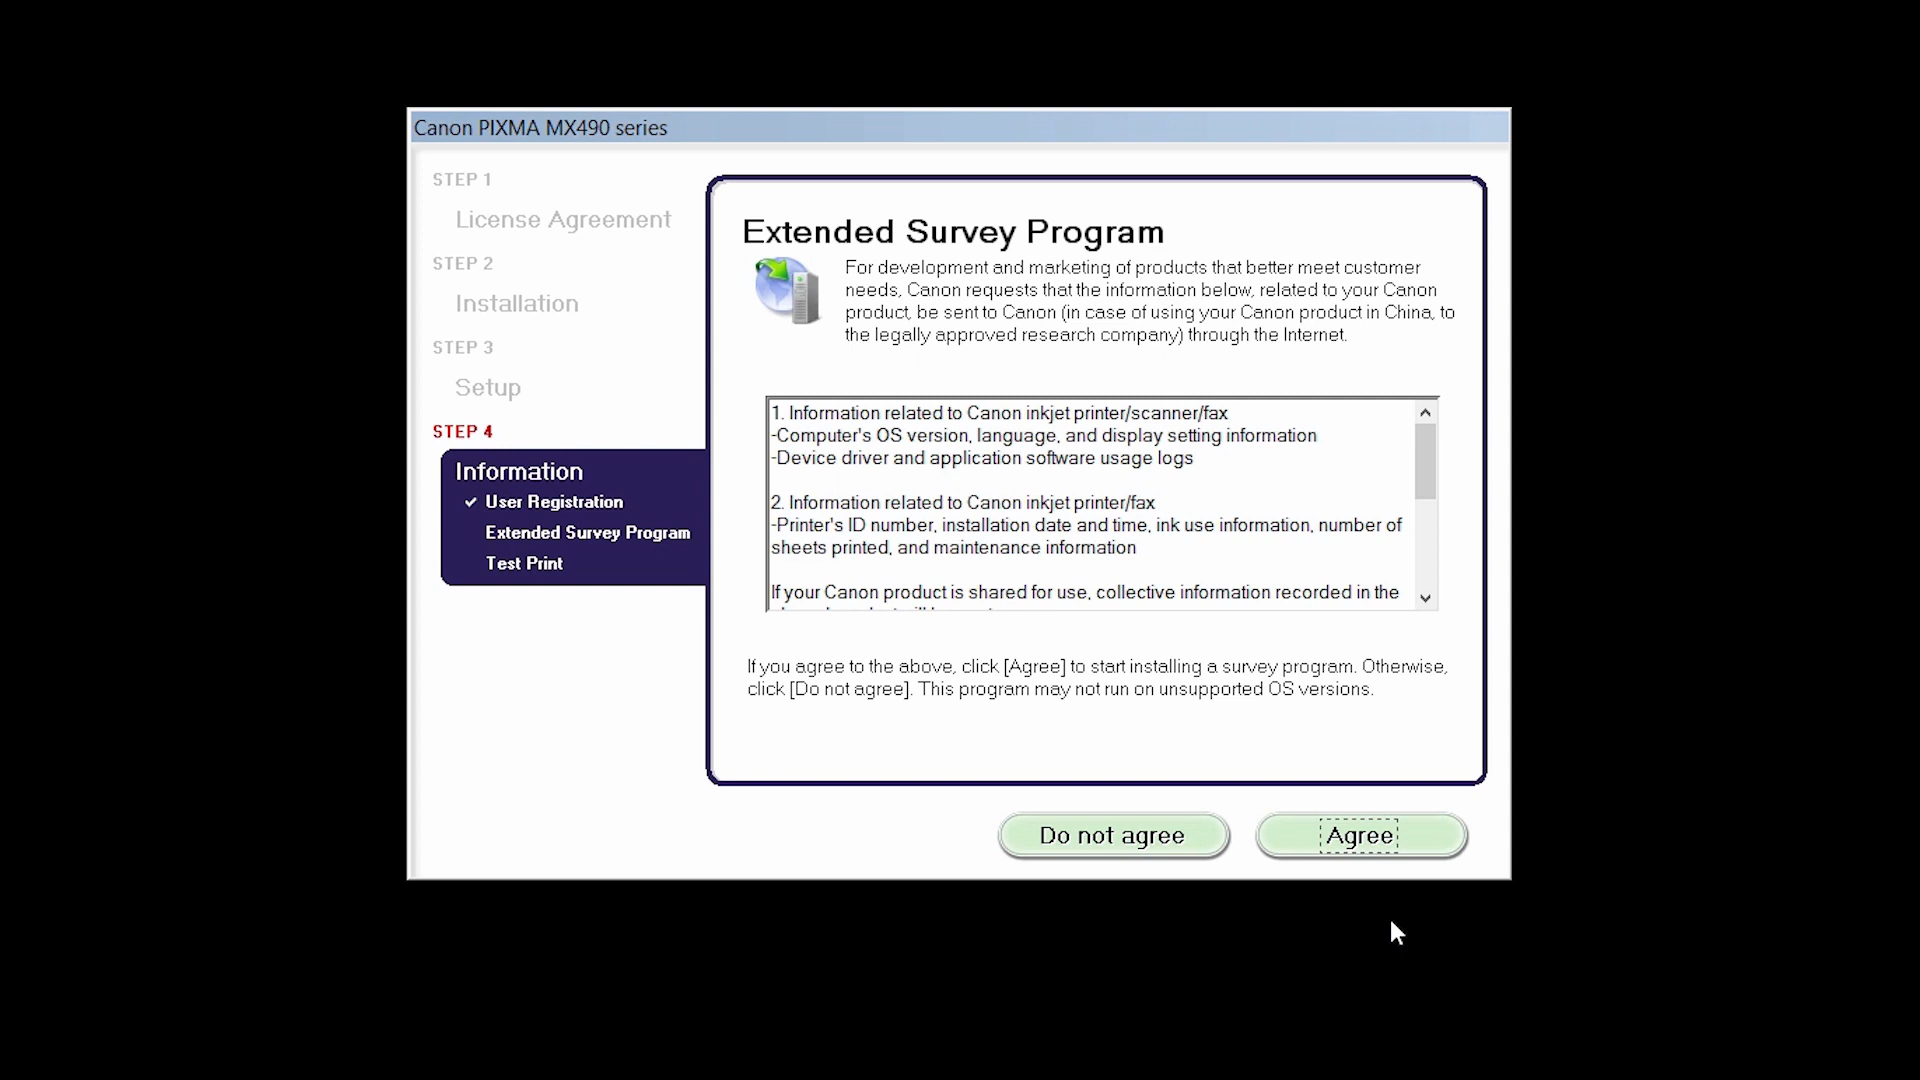 Canon PIXMA MX490 series
STEP 1
License Agreement
STEP 2
Installation
STEP 3
Setup
STEP 4
Information
User Registration
Extended Survey Program
Test Print
Extended Survey Program
For development and marketing of products that better meet customer
needs, Canon requests that the information below, related to your Canon
product, be sent to Canon (in case of using your Canon product in China, to
the legally approved research company) through the Internet.
1. Information related to Canon inkjet printer/scanner/fax
-Computer's OS version, language, and display setting information
-Device driver and application software usage logs
2. Information related to Canon inkjet printer/fax
-Printer's ID number, installation date and time, ink use information, number of
sheets printed, and maintenance information
If your Canon product is shared for use, collective information recorded in the
If you agree to the above, click [Agree] to start installing a survey program. Otherwise,
click [Do not agree]. This program may not run on unsupported OS versions.
Do not agree
Agree